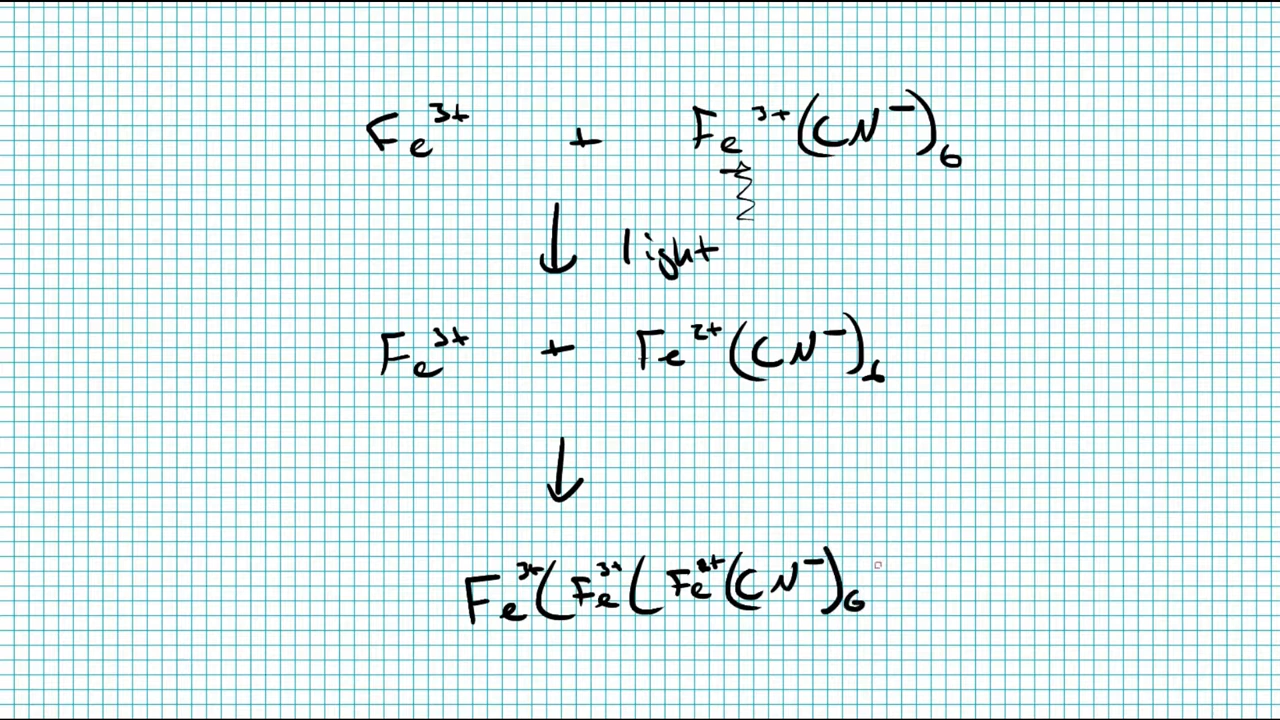 Fe³⁺ + Fe³⁺(CN⁻)₆
light
Fe³⁺ + Fe²⁺(CN⁻)₆
Fe³⁺(Fe³⁺(Fe²⁺(CN⁻)₆